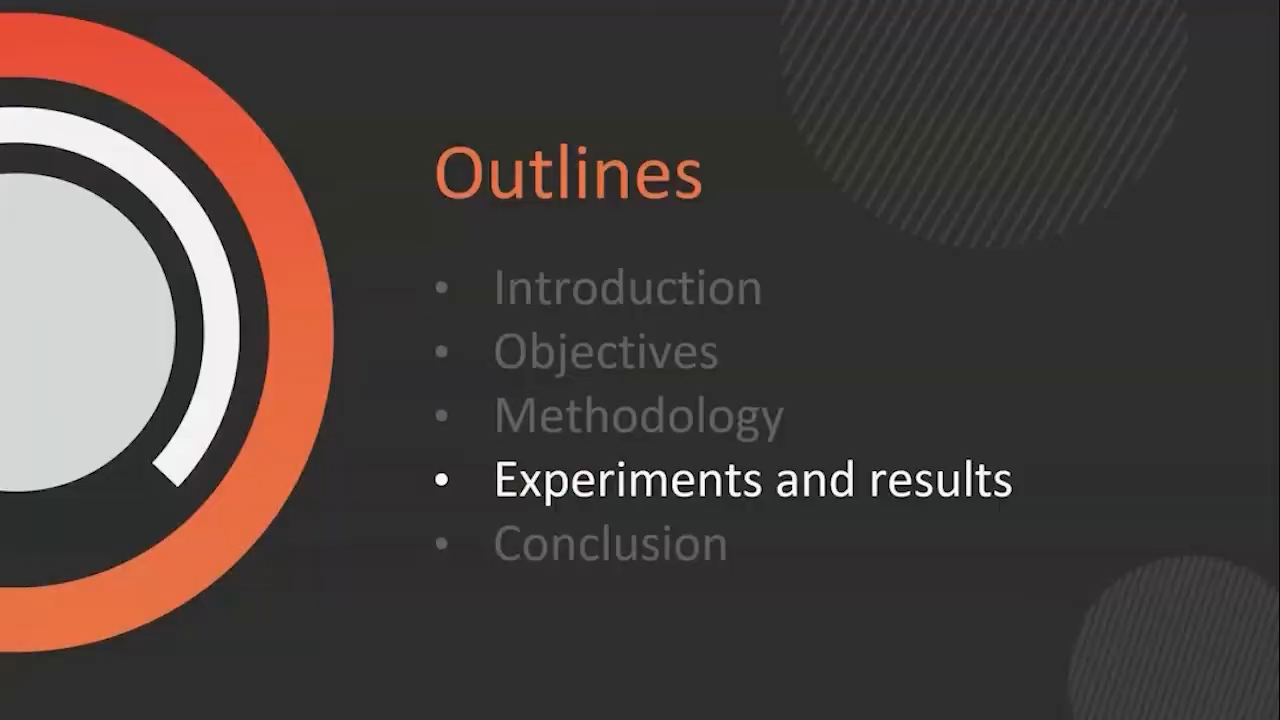 Outlines
• Introduction
• Objectives
• Methodology
• Experiments and results
• Conclusion